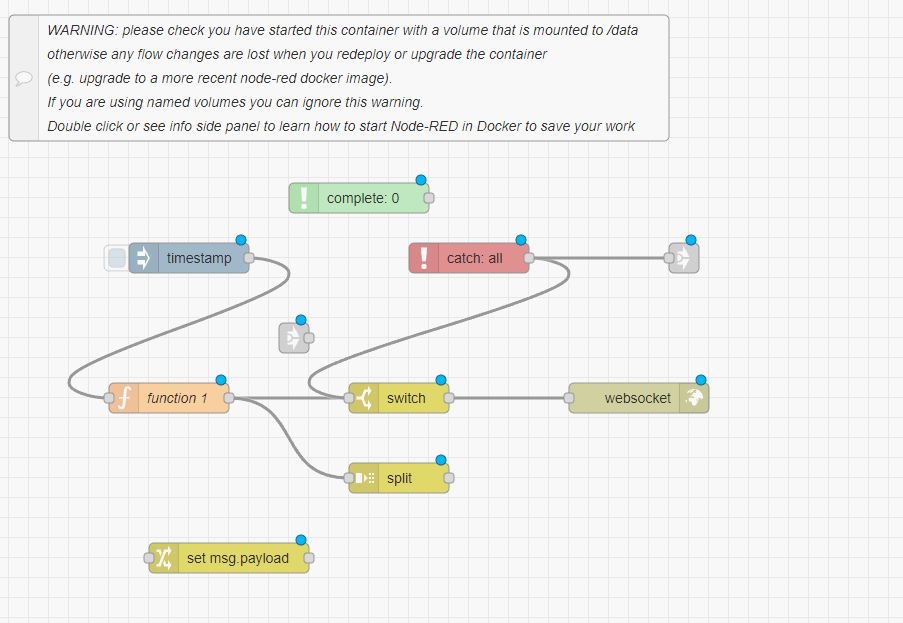 WARNING: please check you have started this container with a volume that is mounted to /data
otherwise any flow changes are lost when you redeploy or upgrade the container
(e.g. upgrade to a more recent node-red docker image).
If you are using named volumes you can ignore this warning.
Double click or see info side panel to learn how to start Node-RED in Docker to save your work
complete: 0
timestamp
catch: all
function 1
switch
websocket
split
set msg.payload